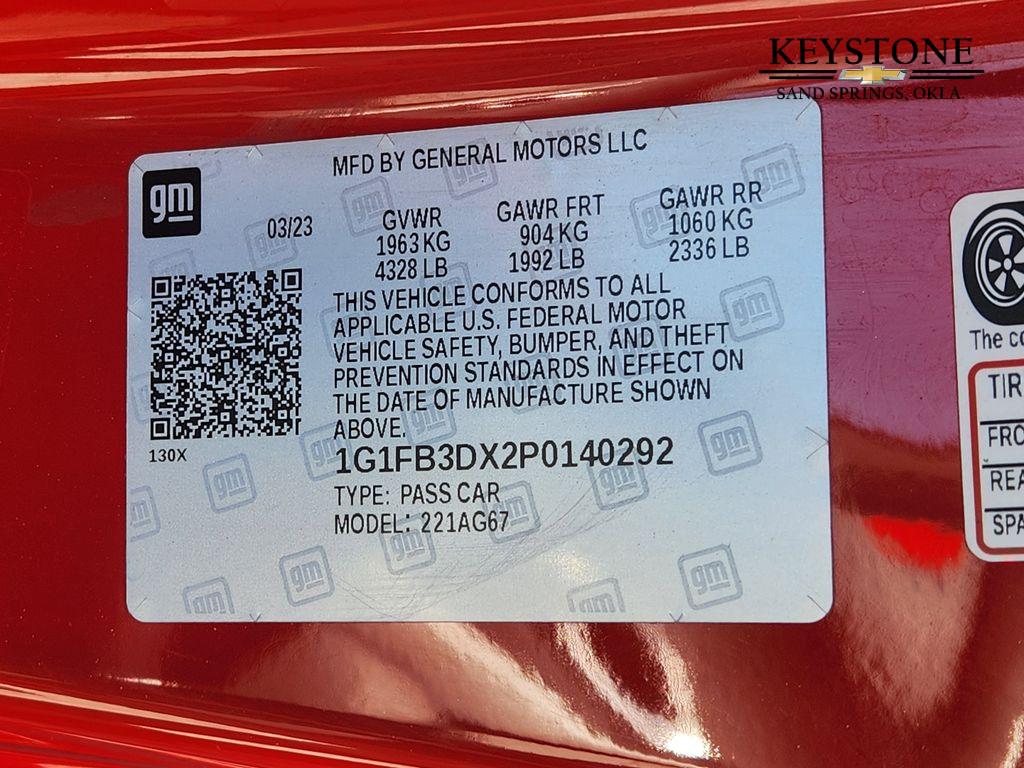 KEYSTONE
SAND SPRINGS, OKLA.
MFD BY GENERAL MOTORS LLC
gm
03/23
GVWR
1963 KG
4328 LB
GAWR FRT
904 KG
1992 LB
GAWR RR
1060 KG
2336 LB
THIS VEHICLE CONFORMS TO ALL
APPLICABLE U.S. FEDERAL MOTOR
VEHICLE SAFETY, BUMPER, AND THEFT
PREVENTION STANDARDS IN EFFECT ON
THE DATE OF MANUFACTURE SHOWN
ABOVE.
130X
1G1FB3DX2P0140292
TYPE: PASS CAR
MODEL: 221AG67
The co
TIR
FRO
REA
SPA